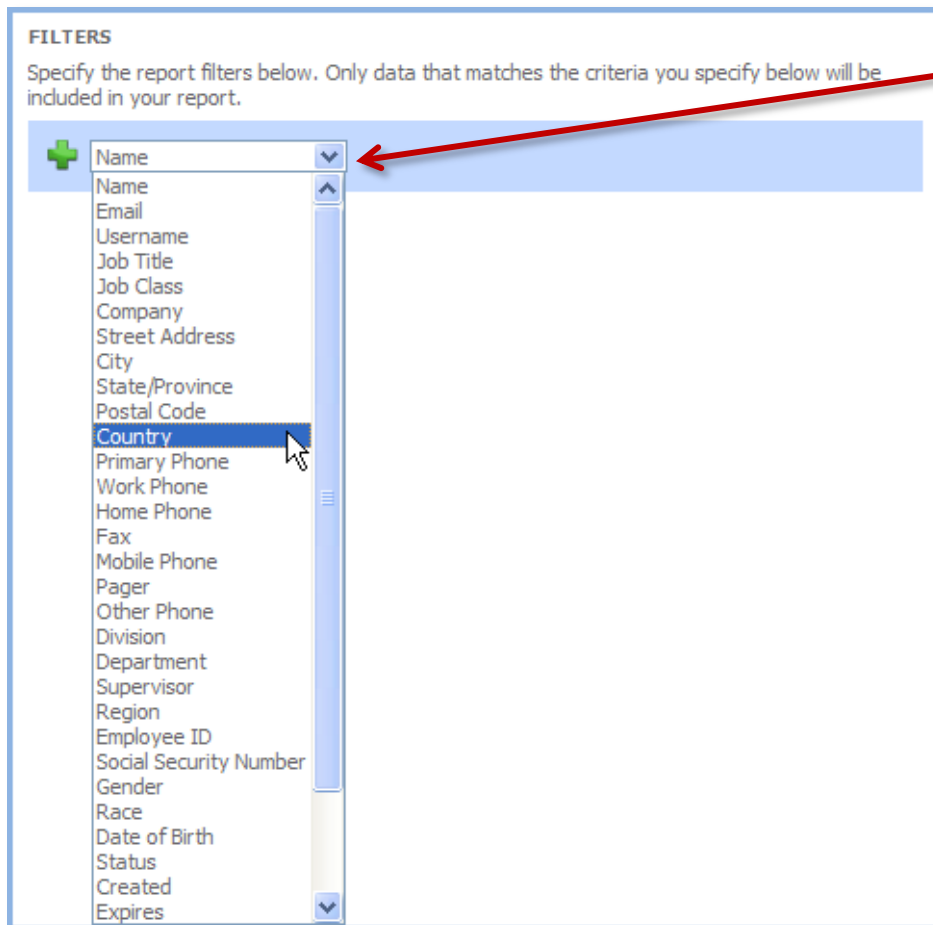 FILTERS
Specify the report filters below. Only data that matches the criteria you specify below will be
included in your report.
Name
Name
Email
Username
Job Title
Job Class
Company
Street Address
City
State/Province
Postal Code
Country
Primary Phone
Work Phone
Home Phone
Fax
Mobile Phone
Pager
Other Phone
Division
Department
Supervisor
Region
Employee ID
Social Security Number
Gender
Race
Date of Birth
Status
Created
Expires